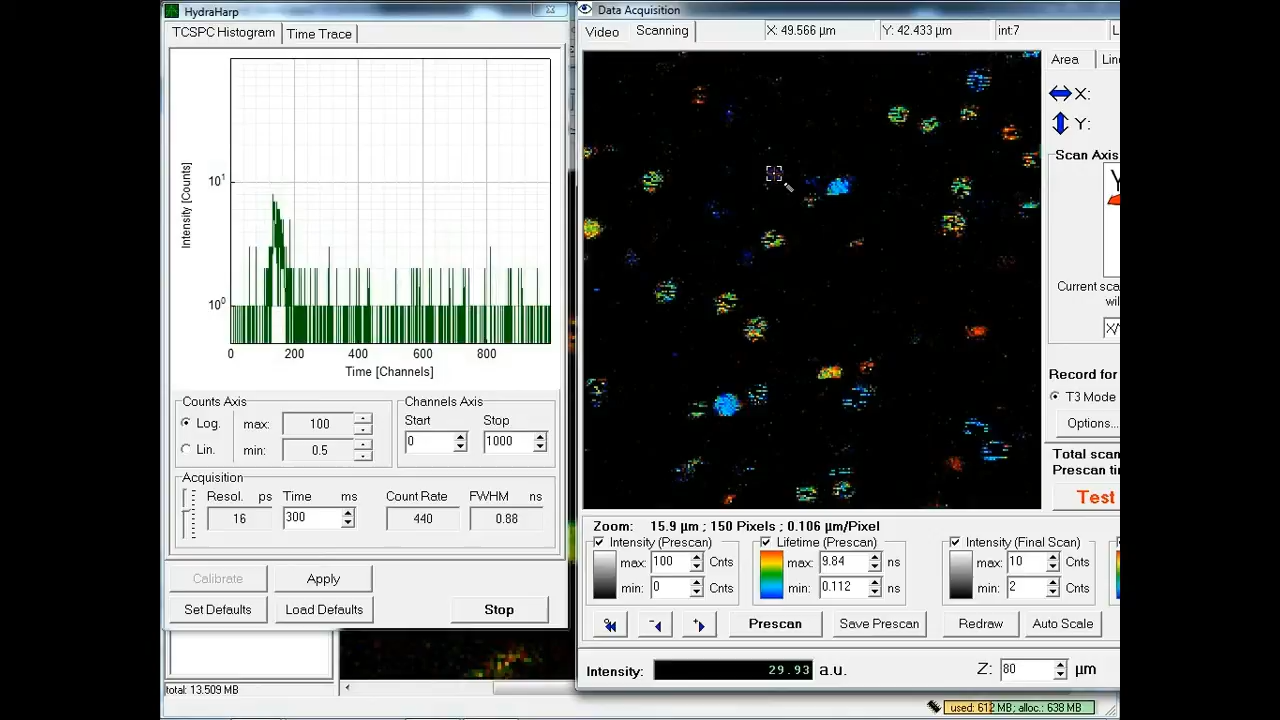 HydraHarp
TCSPC Histogram Time Trace
Intensity [Counts]
10¹
10⁰
0 200 400 600 800
Time [Channels]
Counts Axis
Log. max: 100
Lin. min: 0.5
Channels Axis
Start Stop
0 1000
Acquisition
Resol. ps Time ms Count Rate FWHM ns
16 300 440 0.88
Calibrate Apply
Set Defaults Load Defaults Stop
total: 13.509 MB
Data Acquisition
Video Scanning X: 49.566 µm Y: 42.433 µm int:7
Area
X:
Y:
Scan Axis
Current sca
wil
X/
Record for
T3 Mode
Options...
Total scan
Prescan tir
Test
Zoom: 15.9 µm ; 150 Pixels ; 0.106 µm/Pixel
Intensity (Prescan) Lifetime (Prescan) Intensity (Final Scan)
max: 100 Cnts max: 9.84 ns max: 10 Cnts
min: 0 Cnts min: 0.112 ns min: 2 Cnts
Prescan Save Prescan Redraw Auto Scale
Intensity: 29.93 a.u. Z: 80 µm
used: 612 MB; alloc.: 638 MB